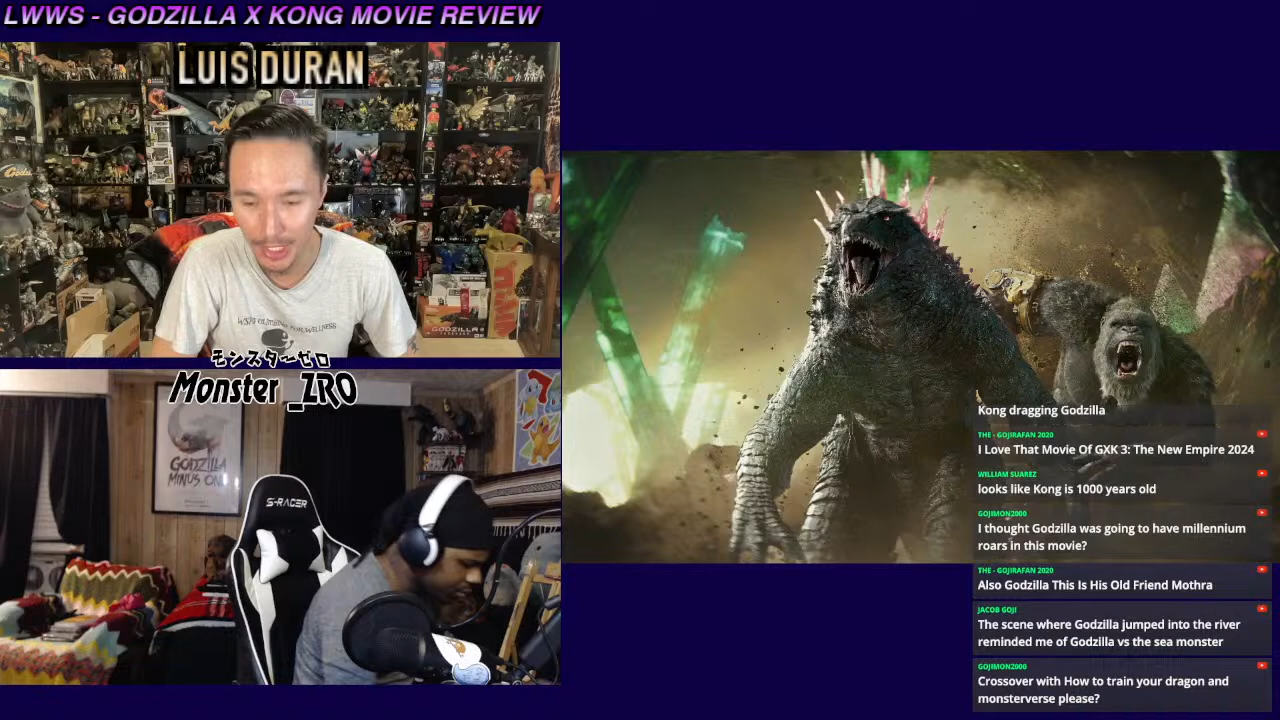 LWWS - GODZILLA X KONG MOVIE REVIEW
LUIS DURAN
GODZILLA
モンスターゼロ
Monster _ZRO
GODZILLA
MINUS ONE
S-RACER
Kong dragging Godzilla
THE - GOJIRAFAN 2020
I Love That Movie Of GXK 3: The New Empire 2024
WILLIAM SUAREZ
looks like Kong is 1000 years old
GOJIMON2000
I thought Godzilla was going to have millennium
roars in this movie?
THE - GOJIRAFAN 2020
Also Godzilla This Is His Old Friend Mothra
JACOB GOJI
The scene where Godzilla jumped into the river
reminded me of Godzilla vs the sea monster
GOJIMON2000
Crossover with How to train your dragon and
monsterverse please?